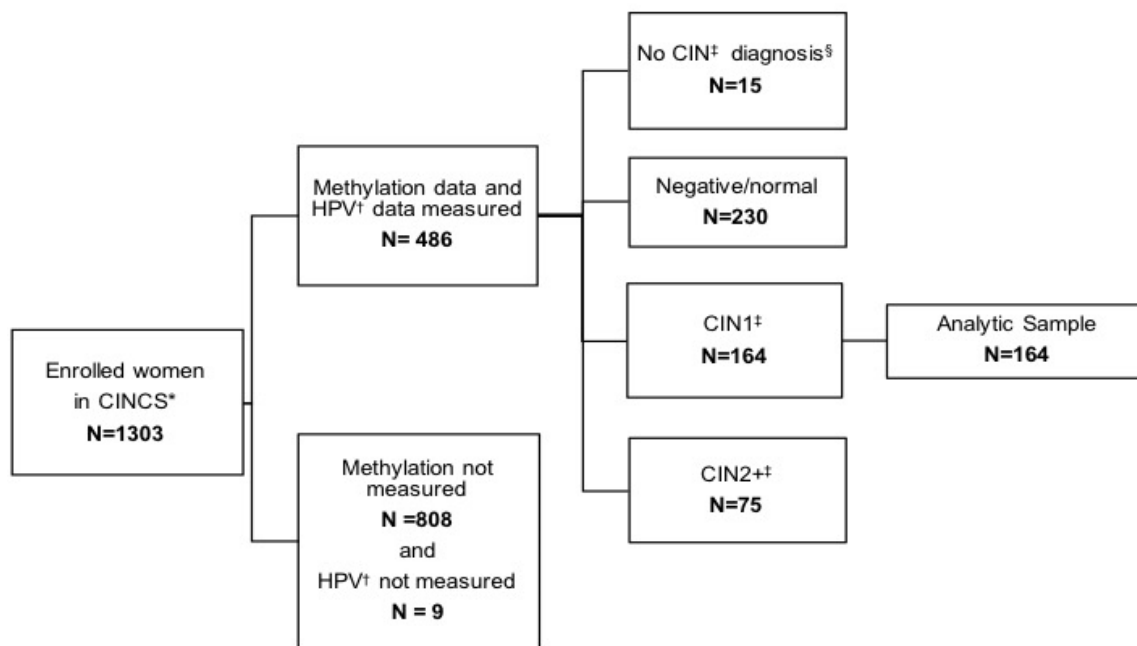 No CIN‡ diagnosis§
N=15
Methylation data and
HPV† data measured
N= 486
Negative/normal
N=230
CIN1‡
N=164
Analytic Sample
N=164
Enrolled women
in CINCS*
N=1303
Methylation not
measured
N =808
and
HPV† not measured
N = 9
CIN2+‡
N=75